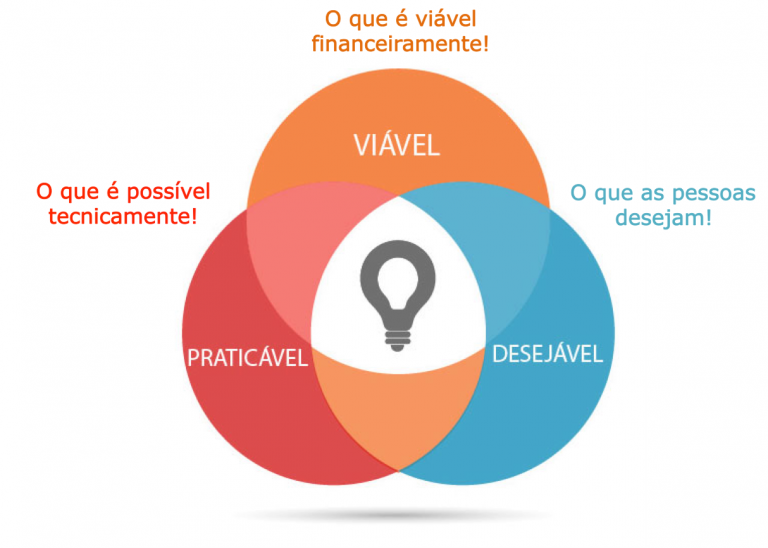 O que é viável
financeiramente!
VIÁVEL
O que é possível
tecnicamente!
O que as pessoas
desejam!
PRATICÁVEL
DESEJÁVEL